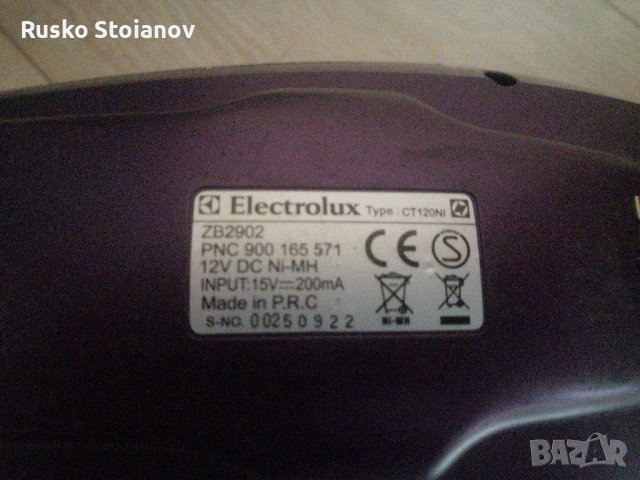 Rusko Stoianov
Electrolux Type : CT120NI
ZB2902
PNC 900 165 571
12V DC Ni-MH
INPUT:15V⎓200mA
Made in P.R.C
S-NO. 00250922
CE S
Ni-MH
BAZAR